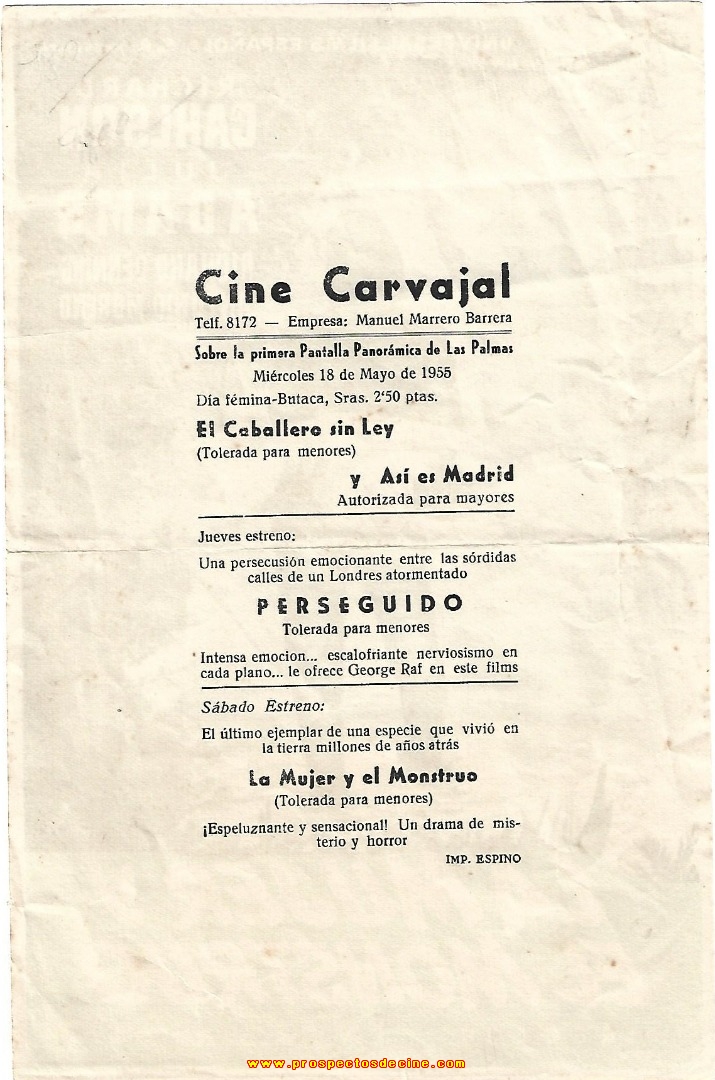 Cine Carvajal
Telf. 8172 — Empresa: Manuel Marrero Barrera
Sobre la primera Pantalla Panorámica de Las Palmas
Miércoles 18 de Mayo de 1955
Día fémina-Butaca, Sras. 2'50 ptas.
El Caballero sin Ley
(Tolerada para menores)
y Así es Madrid
Autorizada para mayores
Jueves estreno:
Una persecusión emocionante entre las sórdidas
calles de un Londres atormentado
PERSEGUIDO
Tolerada para menores
Intensa emocion... escalofriante nerviosismo en
cada plano... le ofrece George Raf en este films
Sábado Estreno:
El último ejemplar de una especie que vivió en
la tierra millones de años atrás
La Mujer y el Monstruo
(Tolerada para menores)
¡Espeluznante y sensacional! Un drama de mis-
terio y horror
IMP. ESPINO
www.prospectosdecine.com